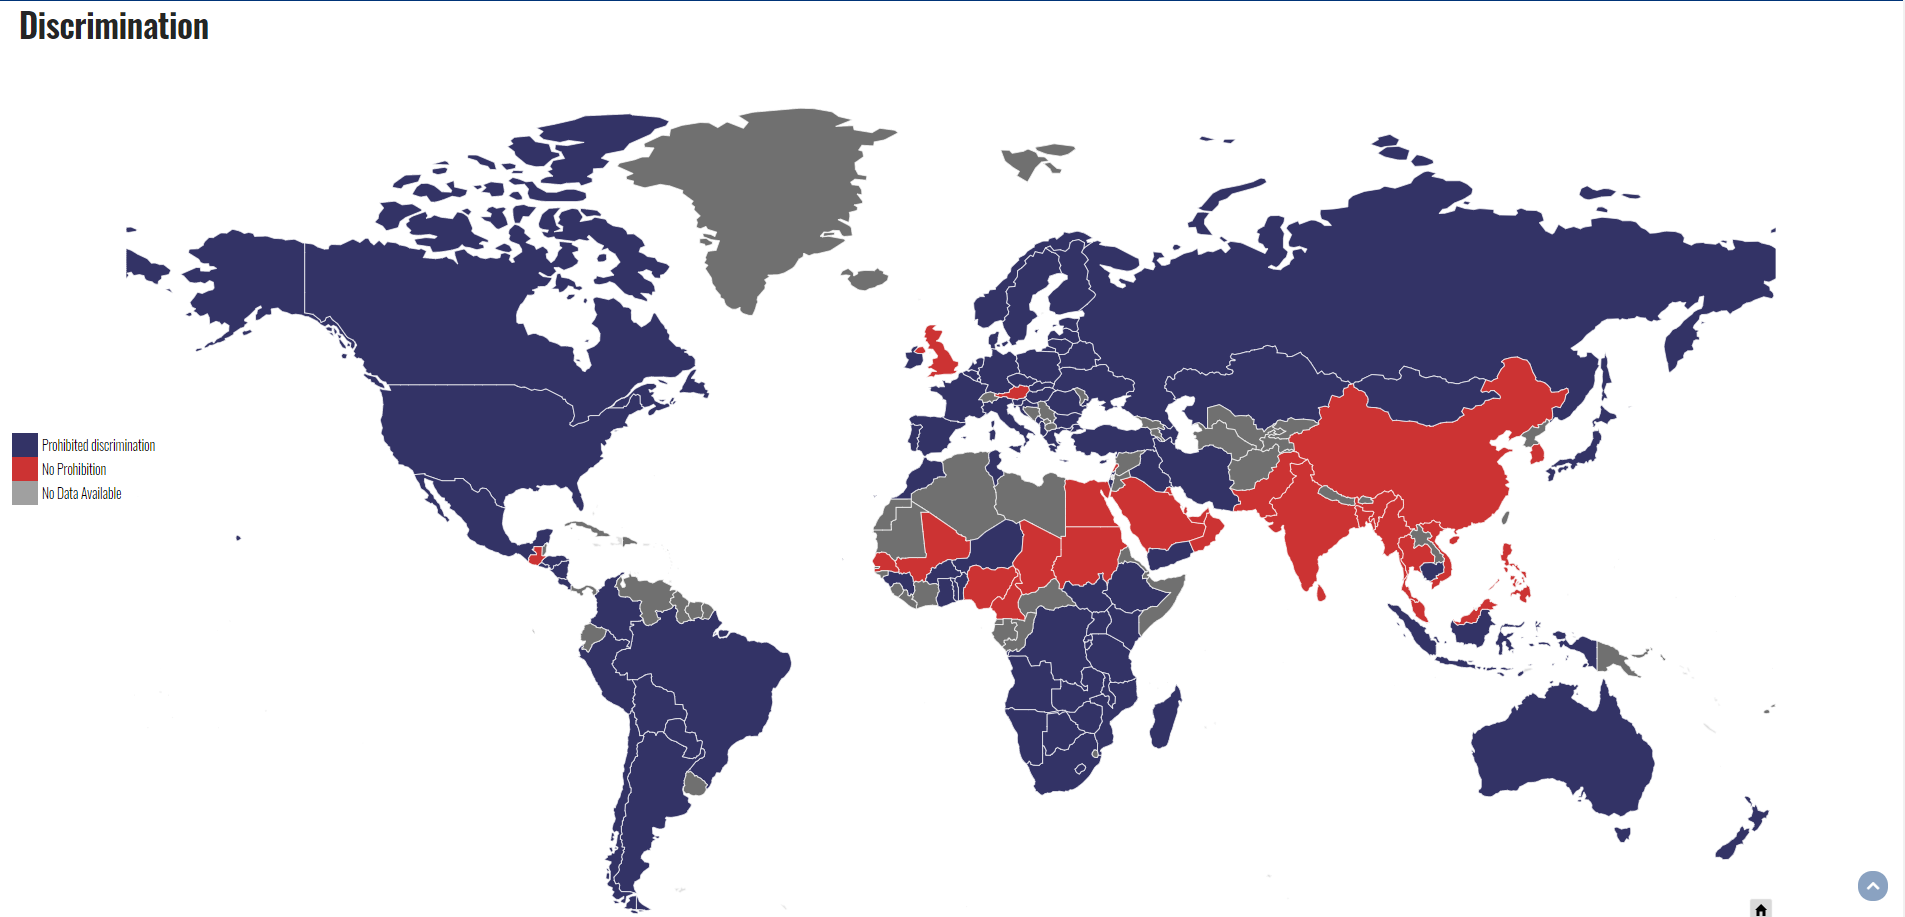 Discrimination
Prohibited discrimination
No Prohibition
No Data Available